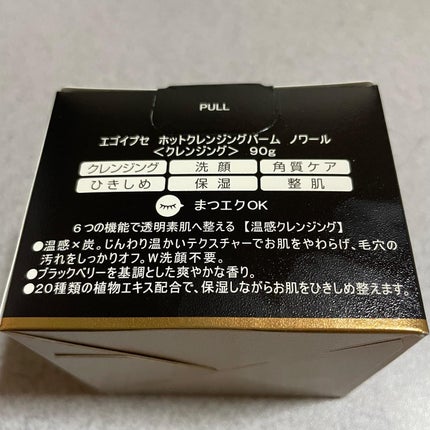 PULL
エゴイプセ ホットクレンジングバーム ノワール
＜クレンジング＞ 90g
クレンジング 洗顔 角質ケア
ひきしめ 保湿 整肌
まつエクOK
6つの機能で透明素肌へ整える【温感クレンジング】
●温感×炭。じんわり温かいテクスチャーでお肌をやわらげ、毛穴の
汚れをしっかりオフ。W洗顔不要。
●ブラックベリーを基調とした爽やかな香り。
●20種類の植物エキス配合で、保湿しながらお肌をひきしめ整えます。